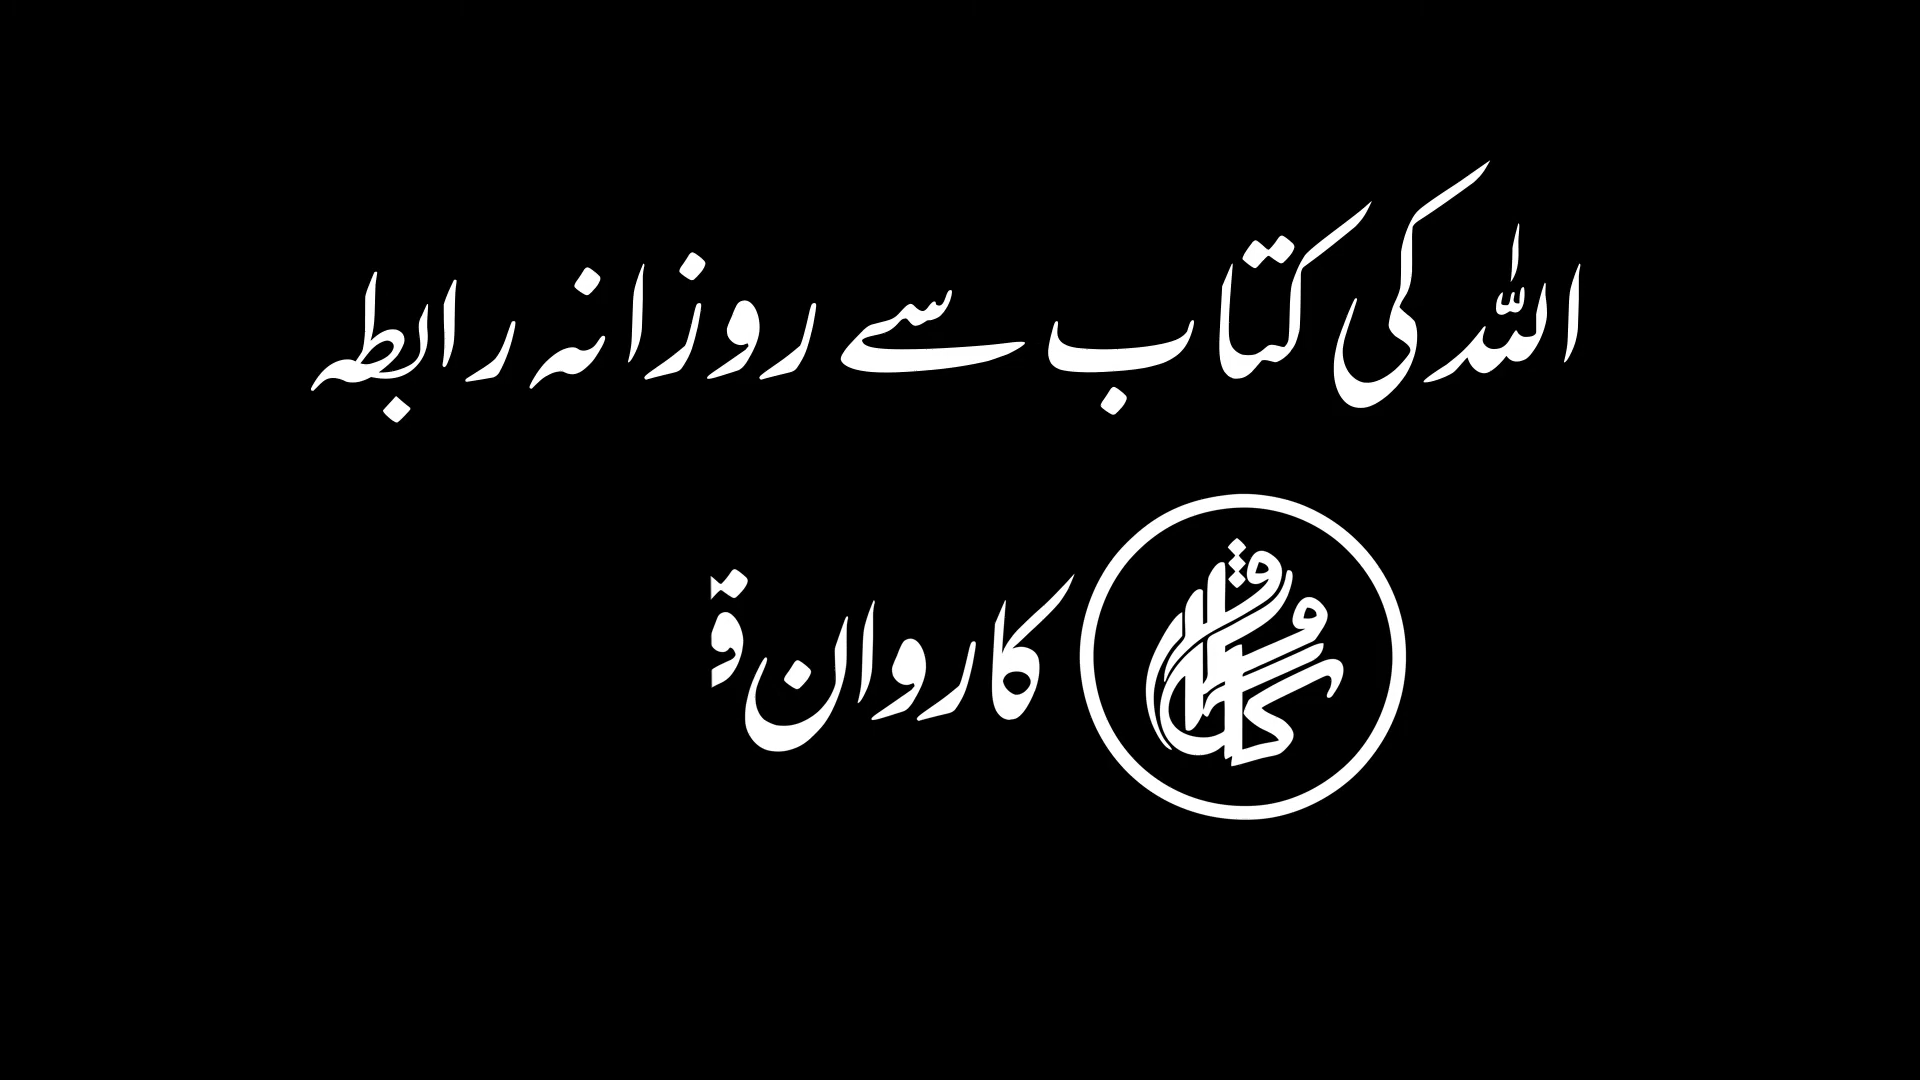 اللہ کی کتاب سے روزانہ رابطہ
کاروان ق